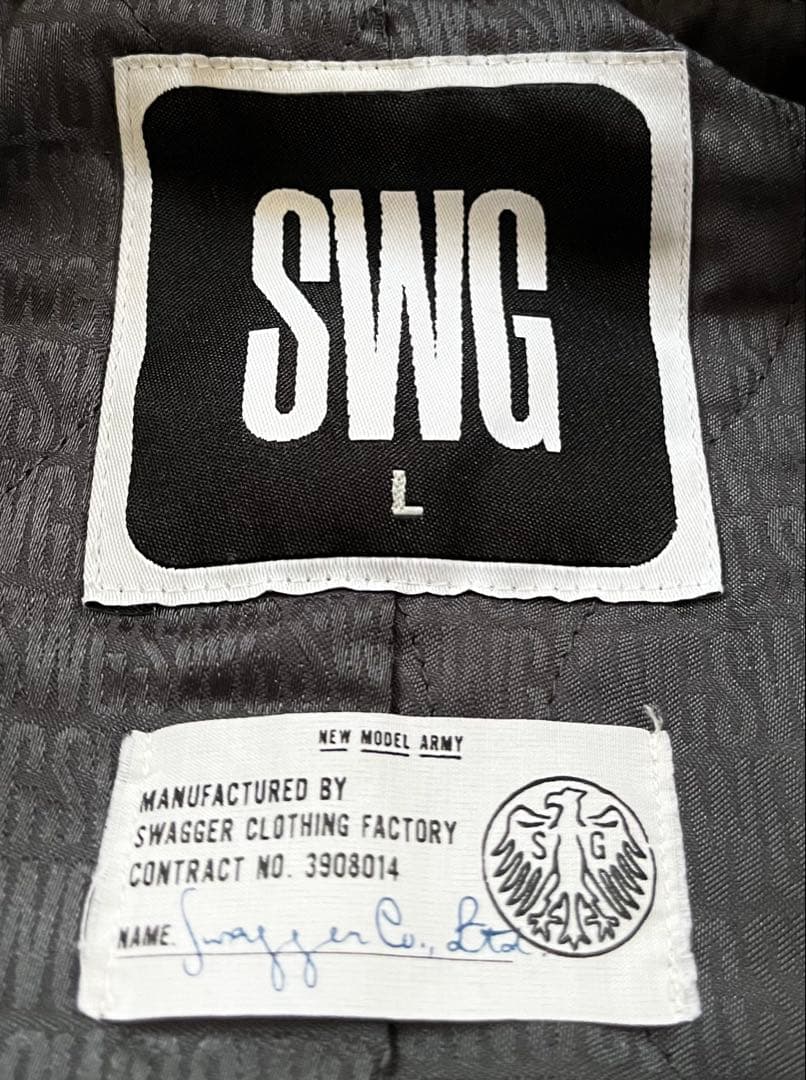 SWG
L
NEW MODEL ARMY
MANUFACTURED BY
SWAGGER CLOTHING FACTORY
CONTRACT NO. 3908014
NAME. Swagger Co., Ltd.
S G